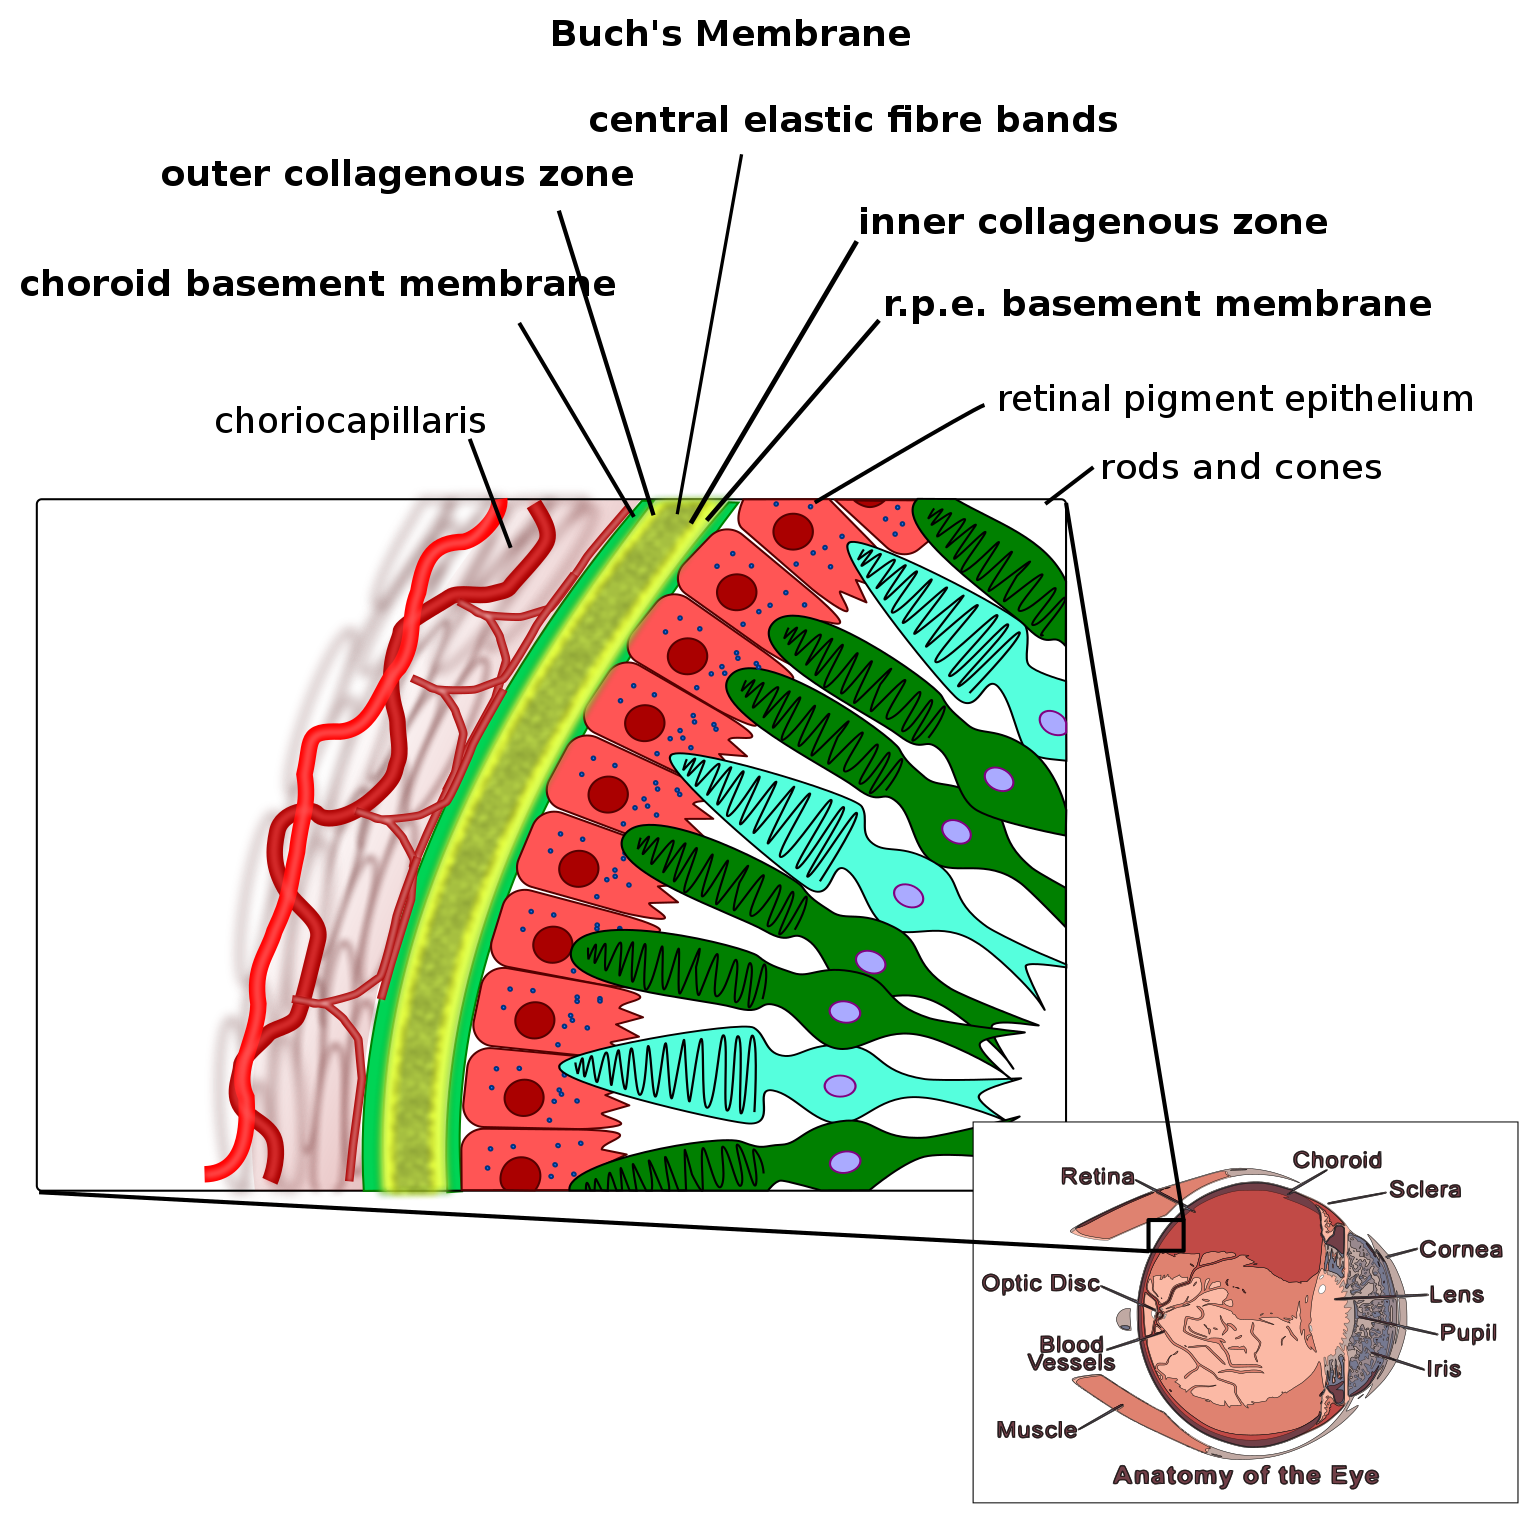 Buch's Membrane
central elastic fibre bands
outer collagenous zone
inner collagenous zone
choroid basement membrane
r.p.e. basement membrane
retinal pigment epithelium
choriocapillaris
rods and cones
Choroid
Retina
Sclera
Cornea
Optic Disc
Lens
Pupil
Blood
Vessels
Iris
Muscle
Anatomy of the Eye